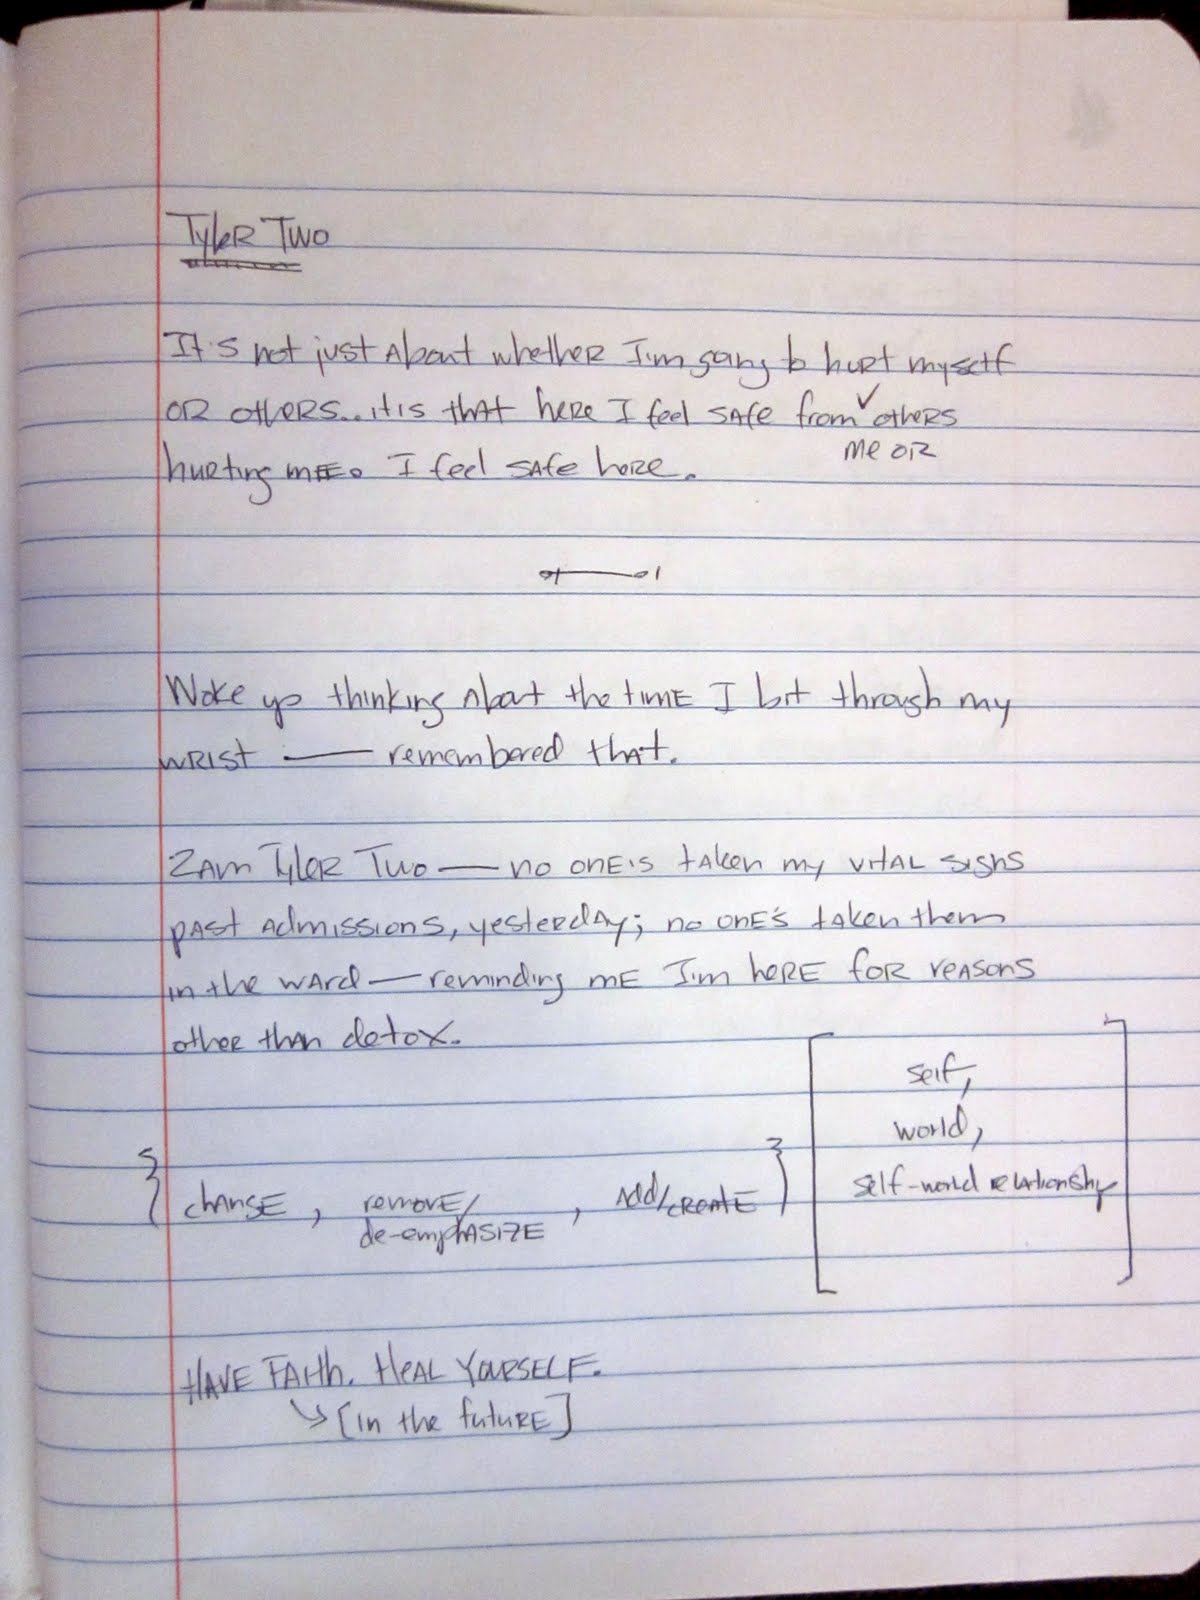 Tyler Two
It's not just about whether I'm going to hurt myself
or others...it is that here I feel safe from ✓ others
me or
hurting me. I feel safe here.
Woke up thinking about the time I bit through my
wrist — remembered that.
2am Tyler Two — no one's taken my vital signs
past admissions, yesterday; no one's taken them
in the ward — reminding me I'm here for reasons
other than detox.
self,
world,
self-world relationship
{ change, remove/ , add/create }
de-emphasize
Have Faith. Heal Yourself.
↘ [in the future]